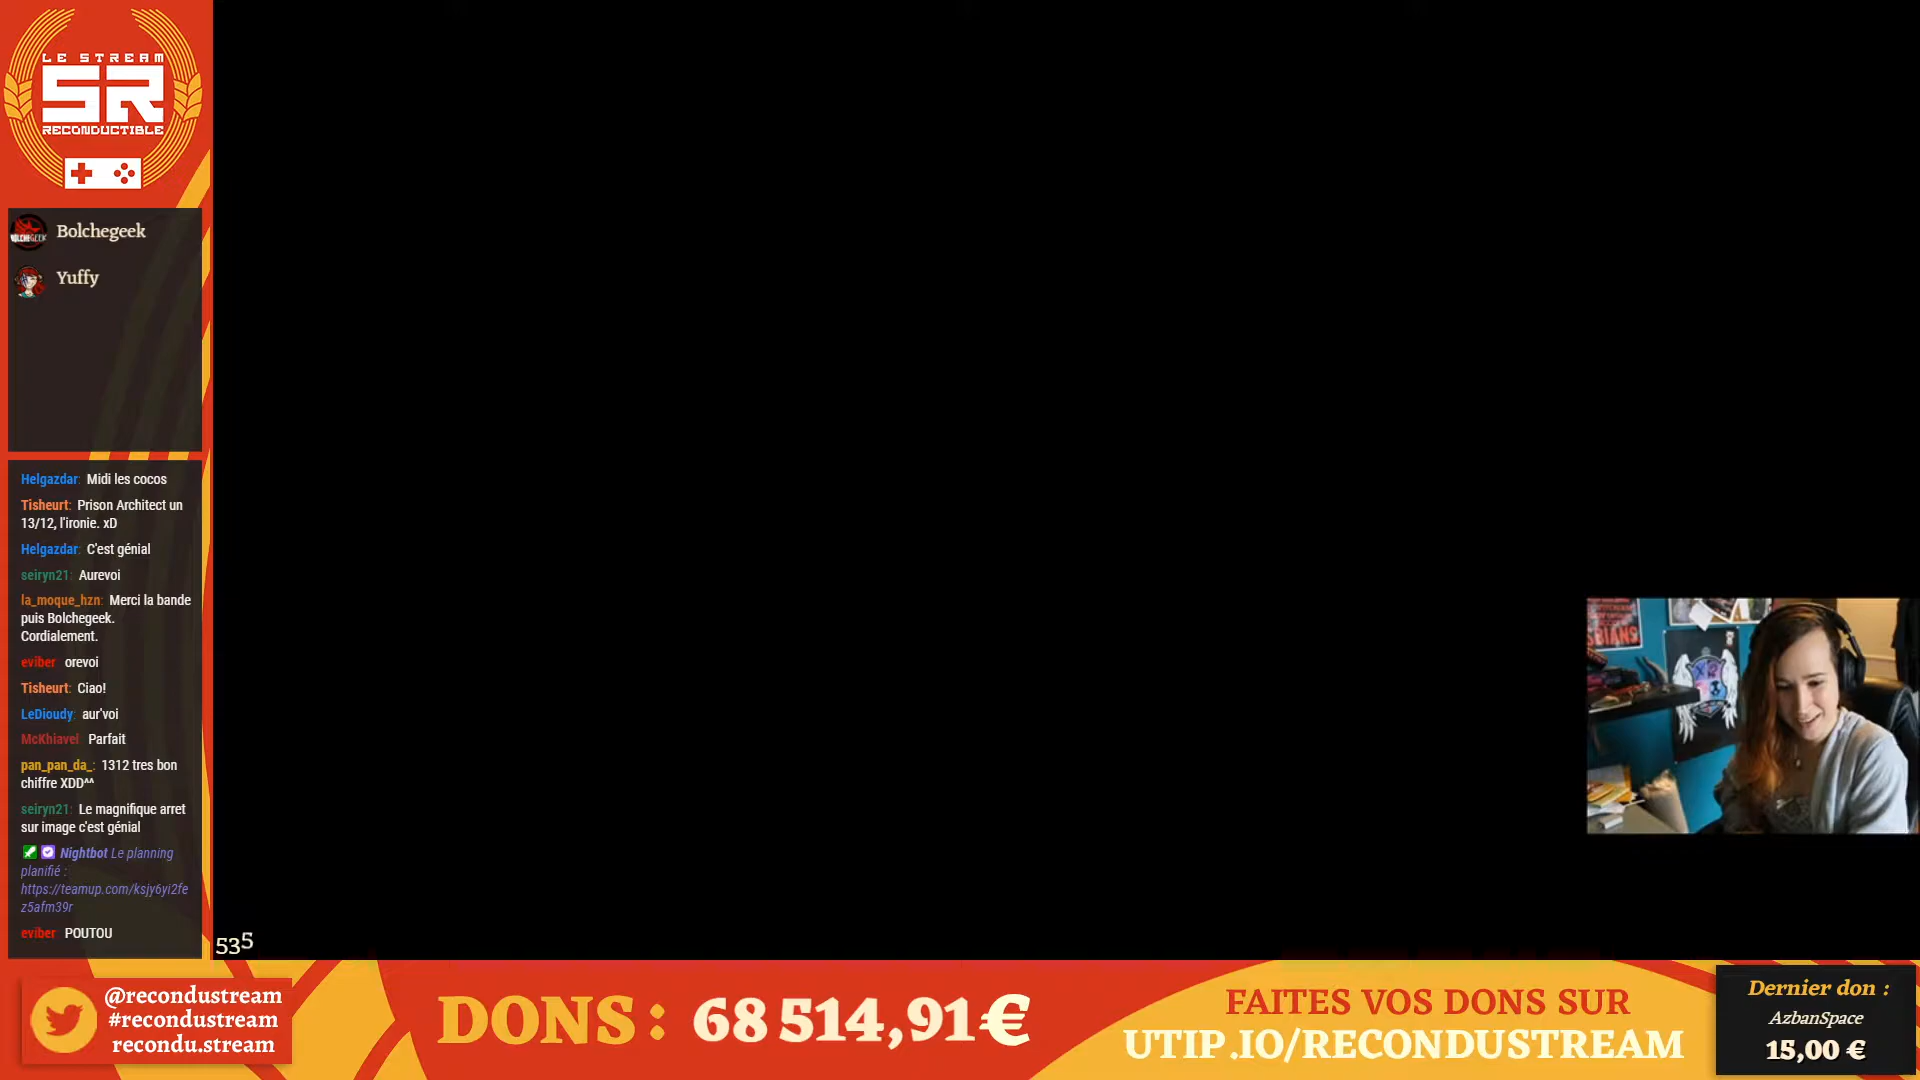 LE STREAM
SR
RECONDUCTIBLE
Bolchegeek
Yuffy
Helgazdar: Midi les cocos
Tisheurt: Prison Architect un
13/12, l'ironie. xD
Helgazdar: C'est génial
seiryn21: Aurevoi
la_moque_hzn: Merci la bande
puis Bolchegeek.
Cordialement.
eviber orevoi
Tisheurt: Ciao!
LeDioudy: aur'voi
McKhiavel Parfait
pan_pan_da_: 1312 tres bon
chiffre XDD^^
seiryn21: Le magnifique arret
sur image c'est génial
Nightbot Le planning
planifié :
https://teamup.com/ksjy6yi2fe
z5afm39r
eviber POUTOU
535
@recondustream
#recondustream
recondu.stream
DONS : 68 514,91€
FAITES VOS DONS SUR
UTIP.IO/RECONDUSTREAM
Dernier don :
AzbanSpace
15,00 €